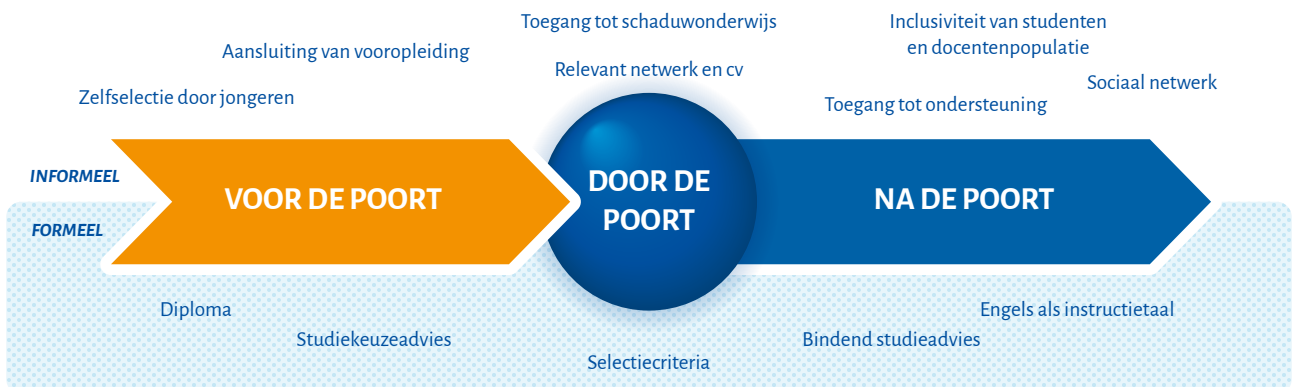 Toegang tot schaduwonderwijs
Inclusiviteit van studenten
en docentenpopulatie
Aansluiting van vooropleiding
Relevant netwerk en cv
Sociaal netwerk
Zelfselectie door jongeren
Toegang tot ondersteuning
INFORMEEL
FORMEEL
VOOR DE POORT
DOOR DE
POORT
NA DE POORT
Diploma
Engels als instructietaal
Studiekeuzeadvies
Bindend studieadvies
Selectiecriteria